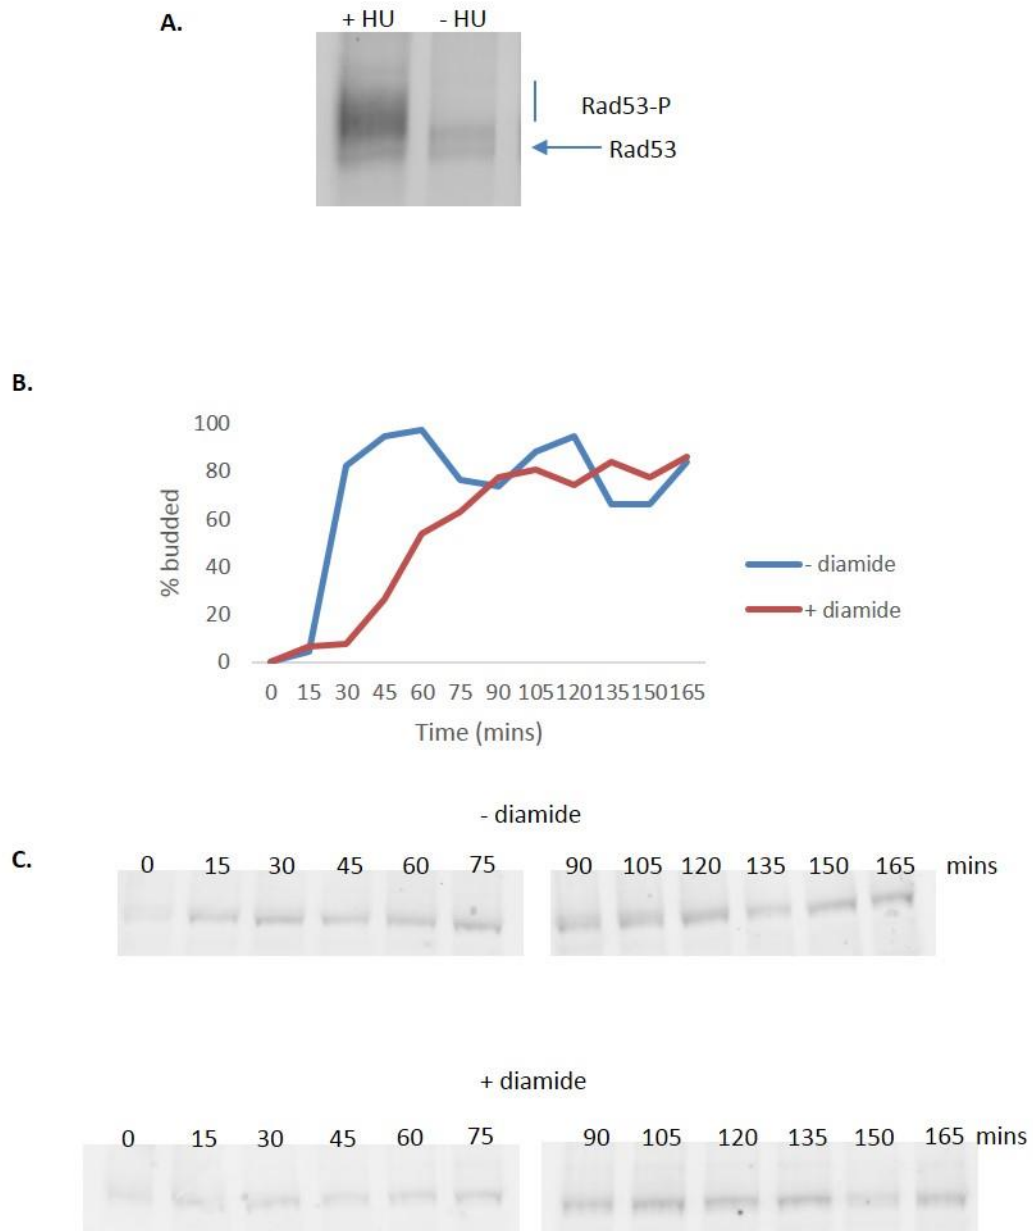 A.
+ HU - HU
Rad53-P
Rad53
B.
100
80
60
40
20
0
% budded
0 15 30 45 60 75 90 105 120 135 150 165
Time (mins)
- diamide
+ diamide
- diamide
C.
0 15 30 45 60 75 90 105 120 135 150 165 mins
+ diamide
0 15 30 45 60 75 90 105 120 135 150 165 mins